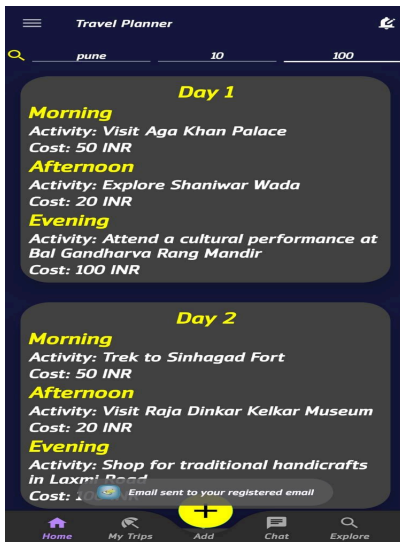 Travel Planner
pune 10 100
Day 1
Morning
Activity: Visit Aga Khan Palace
Cost: 50 INR
Afternoon
Activity: Explore Shaniwar Wada
Cost: 20 INR
Evening
Activity: Attend a cultural performance at
Bal Gandharva Rang Mandir
Cost: 100 INR
Day 2
Morning
Activity: Trek to Sinhagad Fort
Cost: 50 INR
Afternoon
Activity: Visit Raja Dinkar Kelkar Museum
Cost: 20 INR
Evening
Activity: Shop for traditional handicrafts
in Laxmi Road
Cost:
Email sent to your registered email
Home My Trips Add Chat Explore